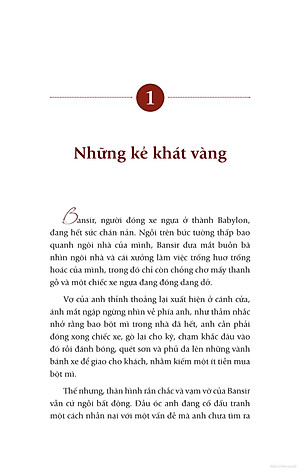 1
Những kẻ khát vàng
Bansir, người đóng xe ngựa ở thành Babylon,
đang hết sức chán nản. Ngồi trên bức tường thấp bao
quanh ngôi nhà của mình, Bansir đưa mắt buồn bã
nhìn ngôi nhà và cái xưởng làm việc trống huơ trống
hoác của mình, trong đó chỉ còn chỏng chơ mấy thanh
gỗ và một chiếc xe ngựa đang đóng dang dở.
Vợ của anh thỉnh thoảng lại xuất hiện ở cánh cửa,
ánh mắt ngập ngừng nhìn về phía anh, như thầm nhắc
nhở rằng bao bột mì trong nhà đã hết, anh cần phải
đóng xong chiếc xe, gò lại cho kỹ, chạm khắc dâu vào
đó rồi đánh bóng, quét sơn và phủ da lên những vành
bánh xe để giao cho khách, nhằm kiếm một ít tiền mua
bột mì.
Thế nhưng, thân hình rắn chắc và vạm vỡ của Bansir
vẫn cứ ngồi bất động. Đầu óc anh đang cố đấu tranh
một cách nhẫn nại với một vấn đề mà anh chưa tìm ra